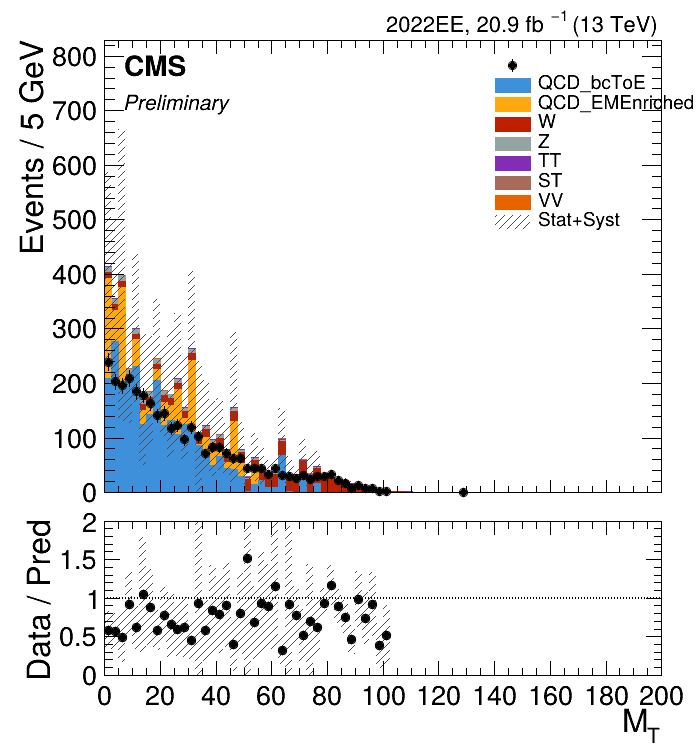 2022EE, 20.9 fb⁻¹ (13 TeV)
CMS
Preliminary
QCD_bcToE
QCD_EMEnriched
W
Z
TT
ST
VV
Stat+Syst
Events / 5 GeV
800
700
600
500
400
300
200
100
0
Data / Pred
2
1.5
1
0.5
0
0 20 40 60 80 100 120 140 160 180 200
M_T